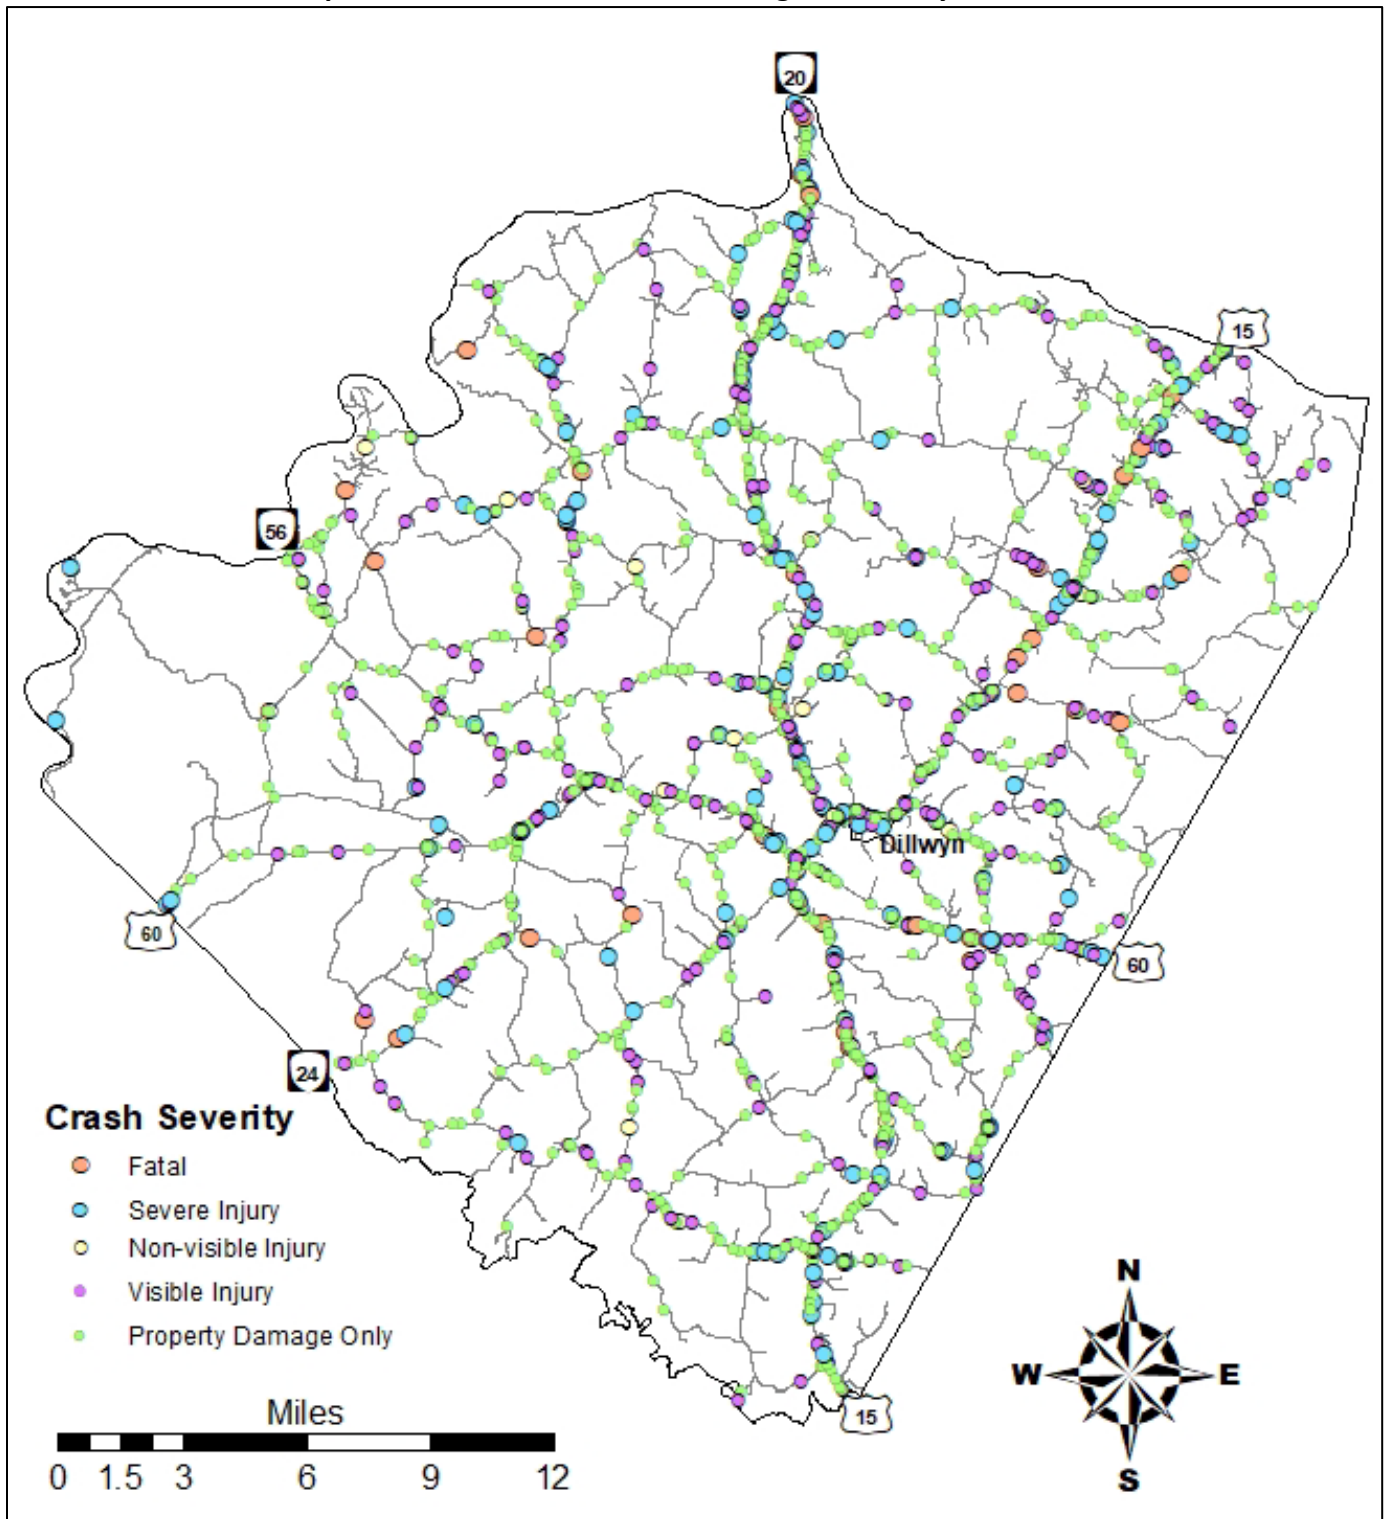 20
15
56
Dillwyn
60
60
24
Crash Severity
Fatal
Severe Injury
Non-visible Injury
Visible Injury
Property Damage Only
N
W E
S
15
Miles
0 1.5 3 6 9 12